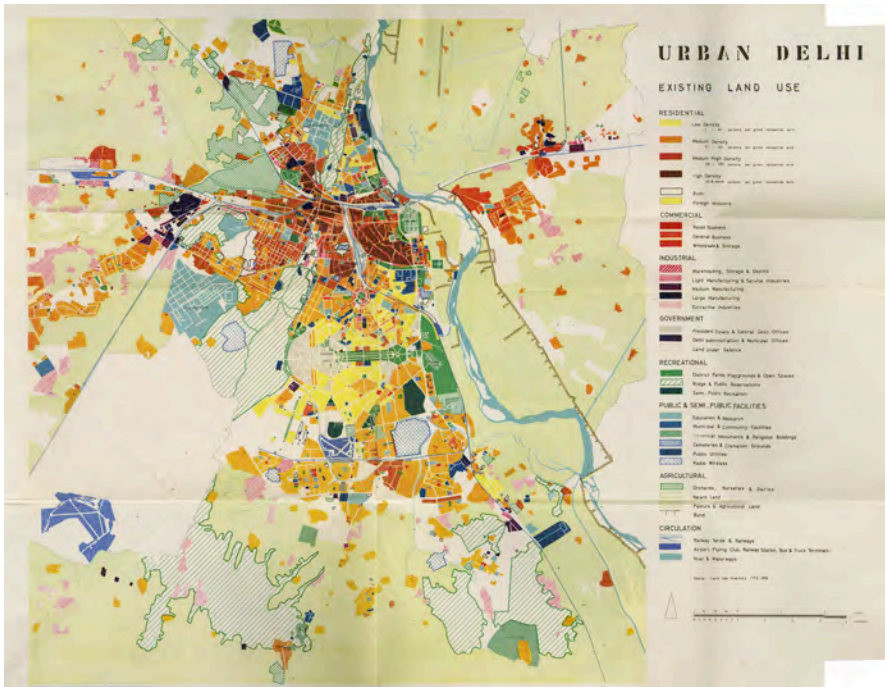 URBAN DELHI
EXISTING LAND USE
RESIDENTIAL
Low Density
Medium Density
Medium High Density
High Density
Foreign Missions
COMMERCIAL
Retail Business
General Business
Wholesale & Storage
INDUSTRIAL
Warehousing, Storage & Depots
Light Manufacturing & Service Industries
Medium Manufacturing
Large Manufacturing
Extractive Industries
GOVERNMENT
President Estate & Central Govt. Offices
Delhi Administration & Municipal Offices
Land Under Defence
RECREATIONAL
District Parks, Playgrounds & Open Spaces
Ridge & Public Reservations
Semi-Public Recreation
PUBLIC & SEMI-PUBLIC FACILITIES
Education & Research
Municipal & Community Facilities
Monuments & Religious Buildings
Cemeteries & Cremation Grounds
Public Utilities
Radio Wireless
AGRICULTURAL
Orchards, Nurseries & Dairies
Vacant Land
Pasture & Agricultural Land
Bund
CIRCULATION
Railway Yards & Railways
Airport, Flying Club, Railway Station, Bus & Truck Terminals
Road & Waterways